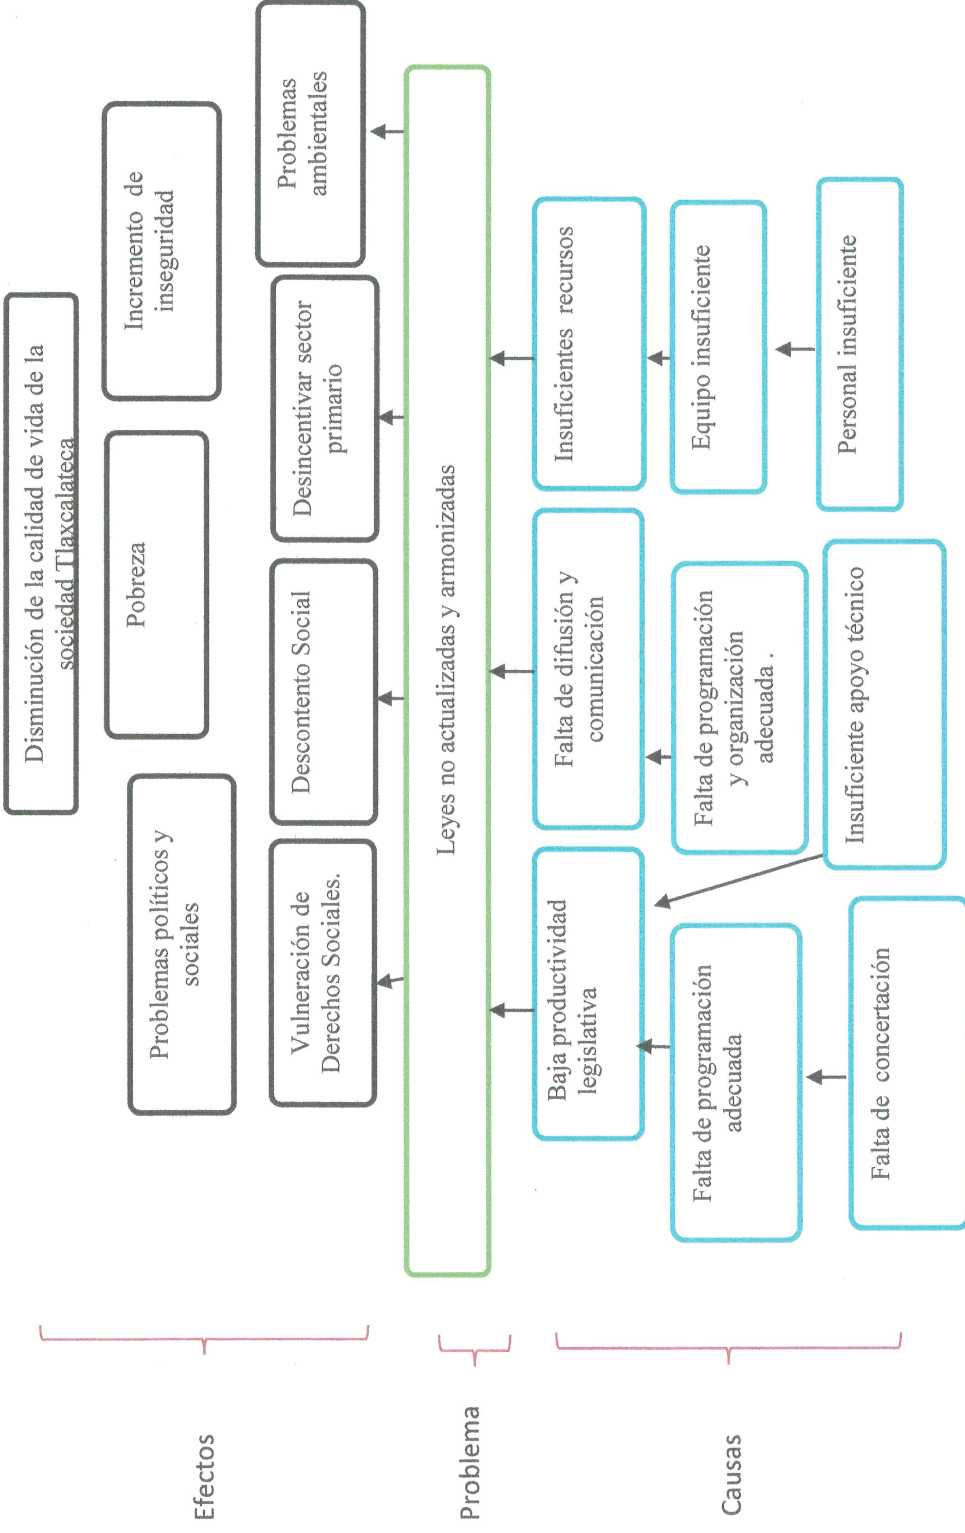 Disminución de la calidad de vida de la
sociedad Tlaxcalateca
Problemas políticos y
sociales
Pobreza
Incremento de
inseguridad
Vulneración de
Derechos Sociales.
Descontento Social
Desincentivar sector
primario
Problemas
ambientales
Efectos
Leyes no actualizadas y armonizadas
Problema
Baja productividad
legislativa
Falta de difusión y
comunicación
Insuficientes recursos
Falta de programación
adecuada
Falta de programación
y organización
adecuada .
Equipo insuficiente
Falta de concertación
Insuficiente apoyo técnico
Personal insuficiente
Causas